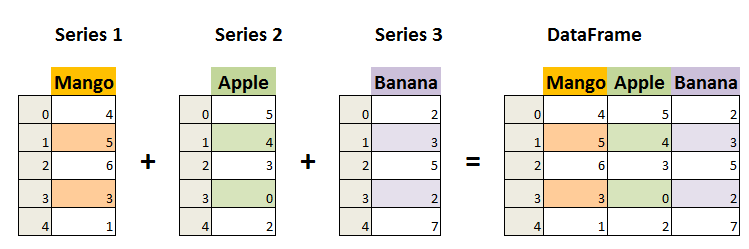 Series 1 Series 2 Series 3 DataFrame
Mango Apple Banana Mango Apple Banana
0 4 0 5 0 2 0 4 5 2
1 5 1 4 1 3 1 5 4 3
2 6 + 2 3 + 2 5 = 2 6 3 5
3 3 3 0 3 2 3 3 0 2
4 1 4 2 4 7 4 1 2 7